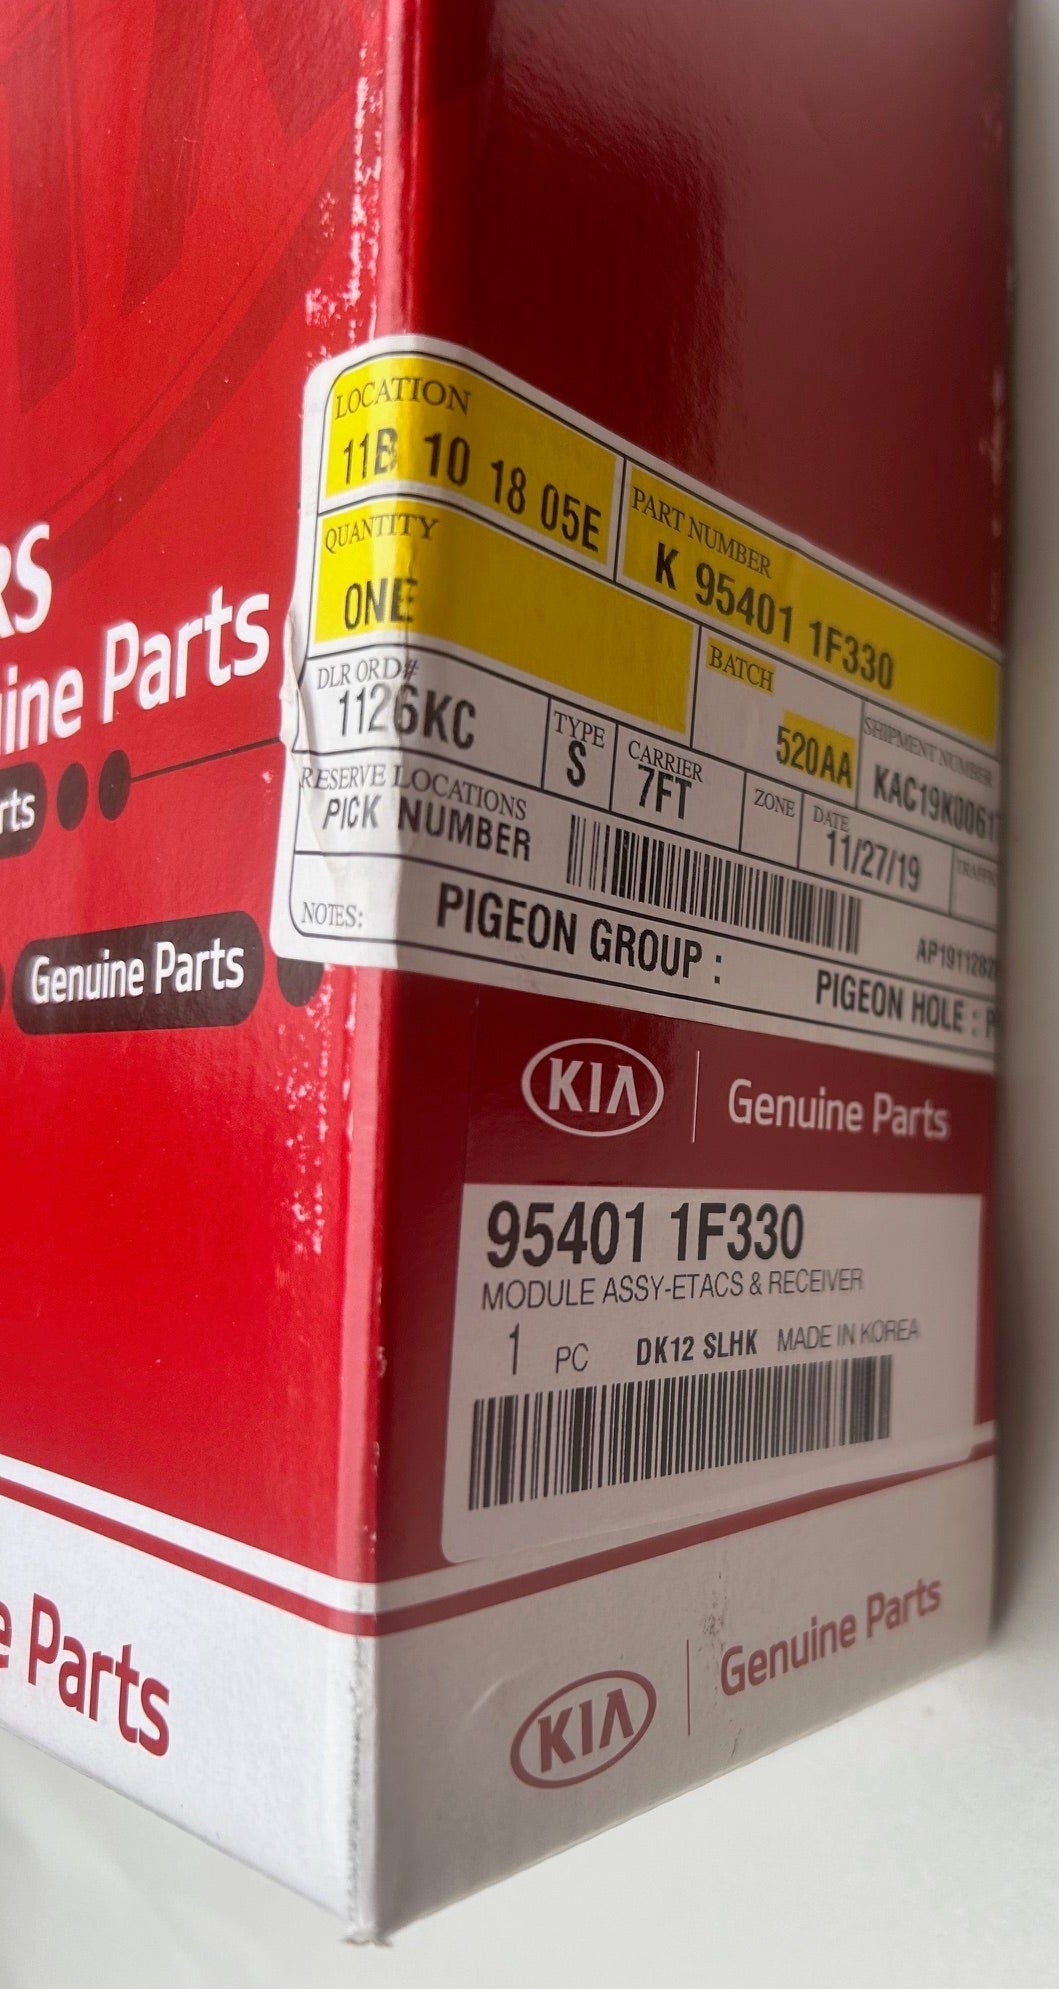 LOCATION
11B 10 18 05E
PART NUMBER
K 95401 1F330
QUANTITY
ONE
BATCH
520AA
SHIPMENT NUMBER
DLR ORD#
1126KC
TYPE
S
CARRIER
7FT
ZONE
DATE
11/27/19
RESERVE LOCATIONS
PICK NUMBER
NOTES:
PIGEON GROUP :
PIGEON HOLE :
Parts
Genuine Parts
KIA Genuine Parts
95401 1F330
MODULE ASSY-ETACS & RECEIVER
1 PC DK12 SLHK MADE IN KOREA
Parts
KIA Genuine Parts